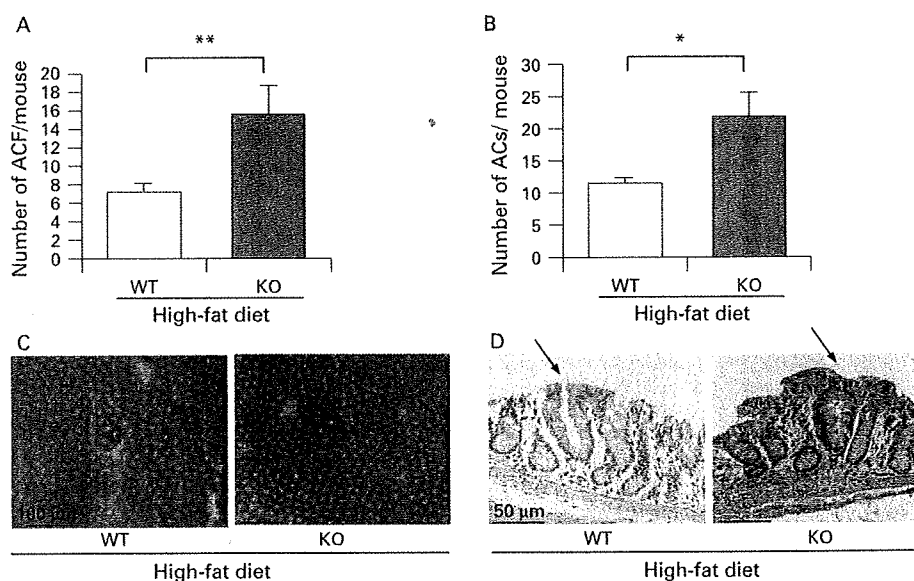 A
**
Number of ACF/mouse
20
18
16
14
12
10
8
6
4
2
0
WT
KO
High-fat diet
B
*
Number of ACs/ mouse
30
25
20
15
10
5
0
WT
KO
High-fat diet
C
WT
KO
High-fat diet
D
50 µm
WT
KO
High-fat diet